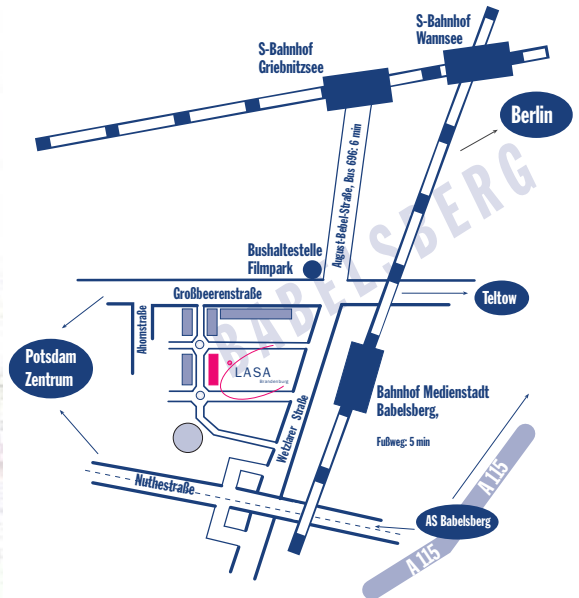 S-Bahnhof
Wannsee
S-Bahnhof
Griebnitzsee
Berlin
August-Bebel-Straße, Bus 696: 6 min
BABELSBERG
Bushaltestelle
Filmpark
Großbeerenstraße
Teltow
Ahornstraße
Potsdam
Zentrum
LASA
Brandenburg
Bahnhof Medienstadt
Babelsberg,
Fußweg: 5 min
Wetzlarer Straße
Nuthestraße
A 115
AS Babelsberg
A 115